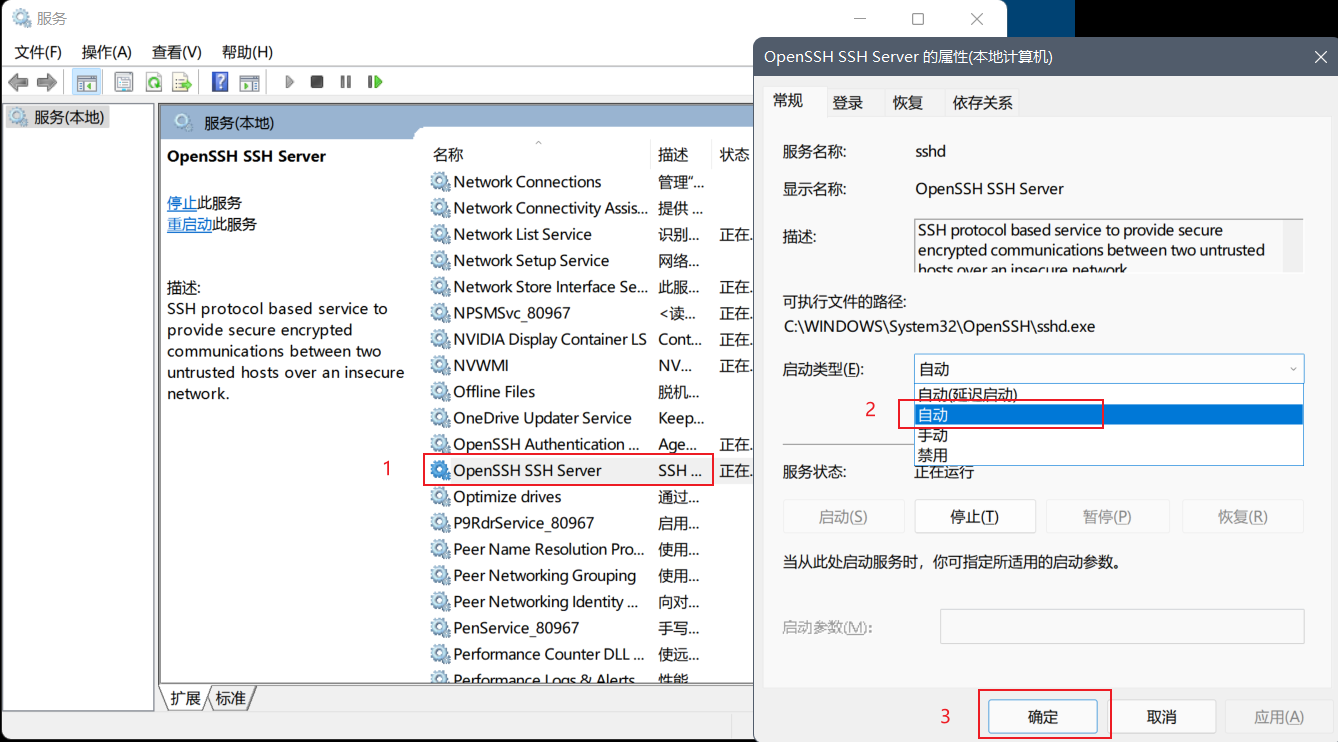 服务
文件(F) 操作(A) 查看(V) 帮助(H)
服务(本地)
服务(本地)
OpenSSH SSH Server
停止此服务
重启动此服务
描述:
SSH protocol based service to
provide secure encrypted
communications between two
untrusted hosts over an insecure
network.
名称 描述 状态
Network Connections 管理“...
Network Connectivity Assis... 提供 ...
Network List Service 识别... 正在.
Network Setup Service 网络...
Network Store Interface Se... 此服... 正在.
NPSMSvc_80967 <读... 正在.
NVIDIA Display Container LS Cont... 正在.
NVWMI NV... 正在.
Offline Files 脱机...
OneDrive Updater Service Keep...
OpenSSH Authentication ... Age... 正在.
1
OpenSSH SSH Server SSH ... 正在.
Optimize drives 通过...
P9RdrService_80967 启用...
Peer Name Resolution Pro... 使用...
Peer Networking Grouping 使用...
Peer Networking Identity ... 向对...
PenService_80967 手写...
Performance Counter DLL ... 使远...
Performance Logs & Alerts 性能
扩展 标准
OpenSSH SSH Server 的属性(本地计算机)
常规 登录 恢复 依存关系
服务名称: sshd
显示名称: OpenSSH SSH Server
描述: SSH protocol based service to provide secure
encrypted communications between two untrusted
hosts over an insecure network.
可执行文件的路径:
C:\WINDOWS\System32\OpenSSH\sshd.exe
启动类型(E): 自动
自动(延迟启动)
2
自动
手动
禁用
服务状态: 正在运行
启动(S) 停止(T) 暂停(P) 恢复(R)
当从此处启动服务时，你可指定所适用的启动参数。
启动参数(M):
3
确定 取消 应用(A)